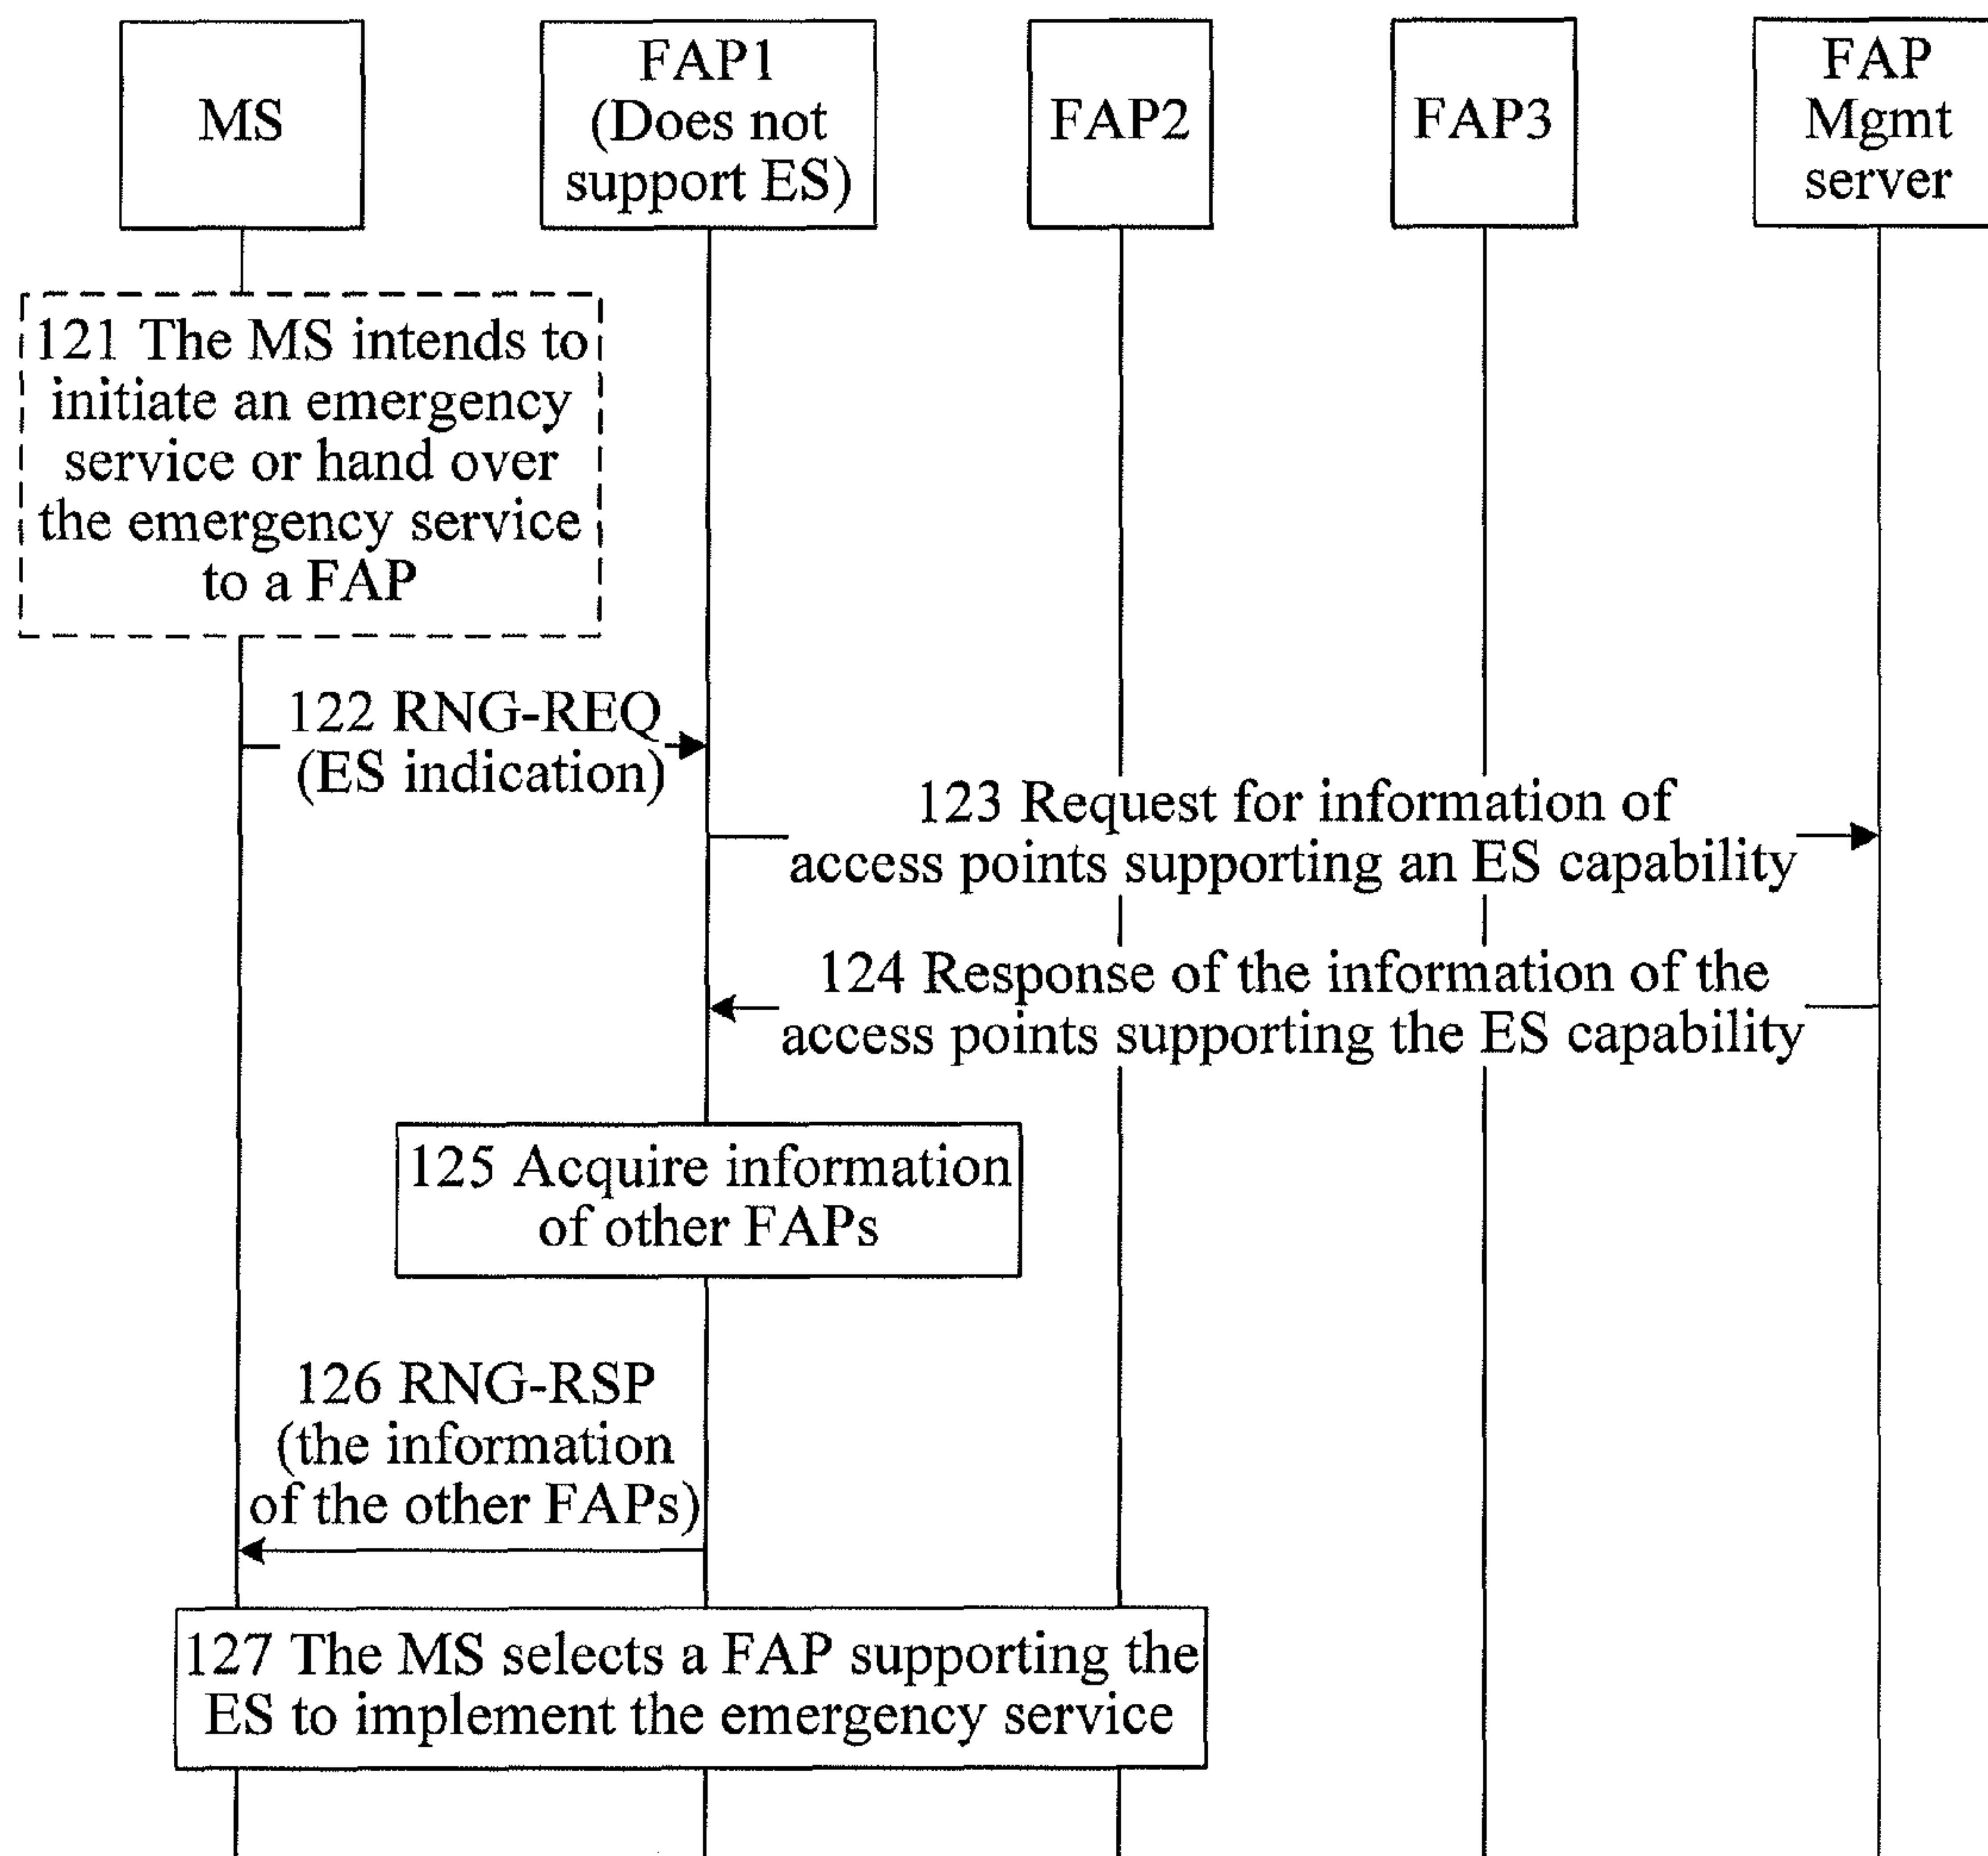 MS
FAP1
(Does not
support ES)
FAP2
FAP3
FAP
Mgmt
server
121 The MS intends to
initiate an emergency
service or hand over
the emergency service
to a FAP
122 RNG-REQ
(ES indication)
123 Request for information of
access points supporting an ES capability
124 Response of the information of the
access points supporting the ES capability
125 Acquire information
of other FAPs
126 RNG-RSP
(the information
of the other FAPs)
127 The MS selects a FAP supporting the
ES to implement the emergency service